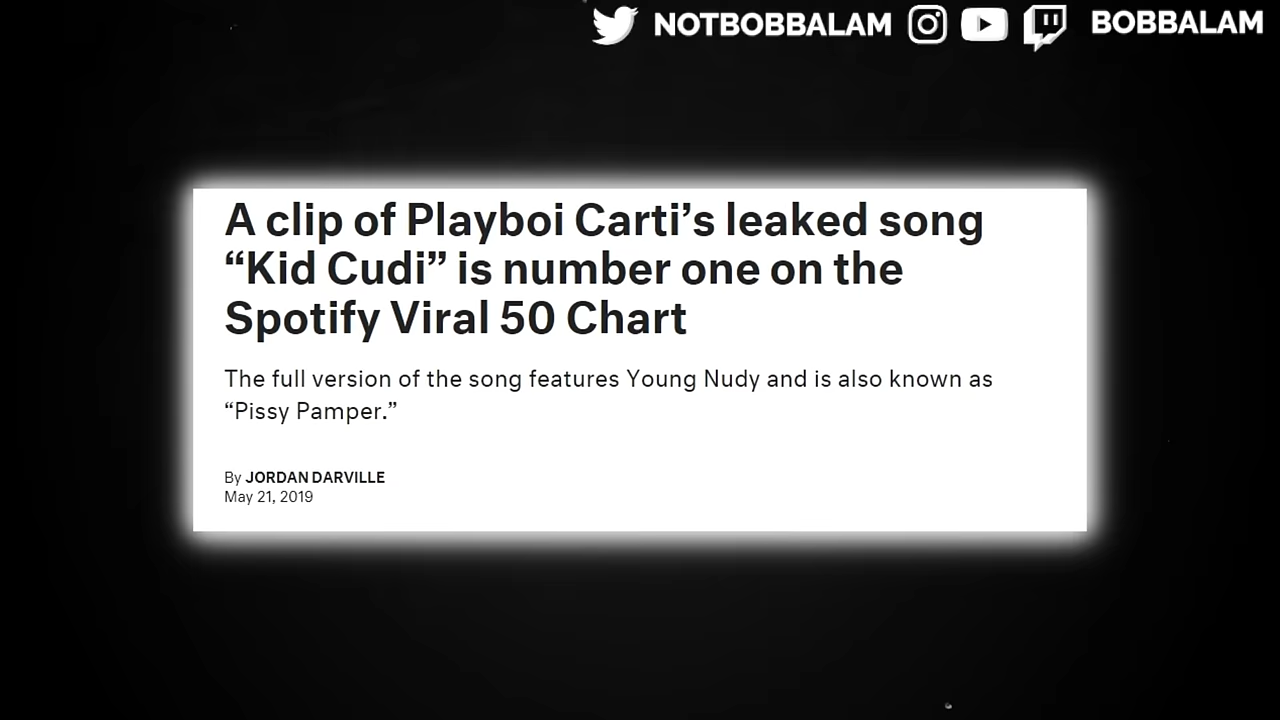 NOTBOBBALAM BOBBALAM
A clip of Playboi Carti’s leaked song
“Kid Cudi” is number one on the
Spotify Viral 50 Chart
The full version of the song features Young Nudy and is also known as
“Pissy Pamper.”
By JORDAN DARVILLE
May 21, 2019